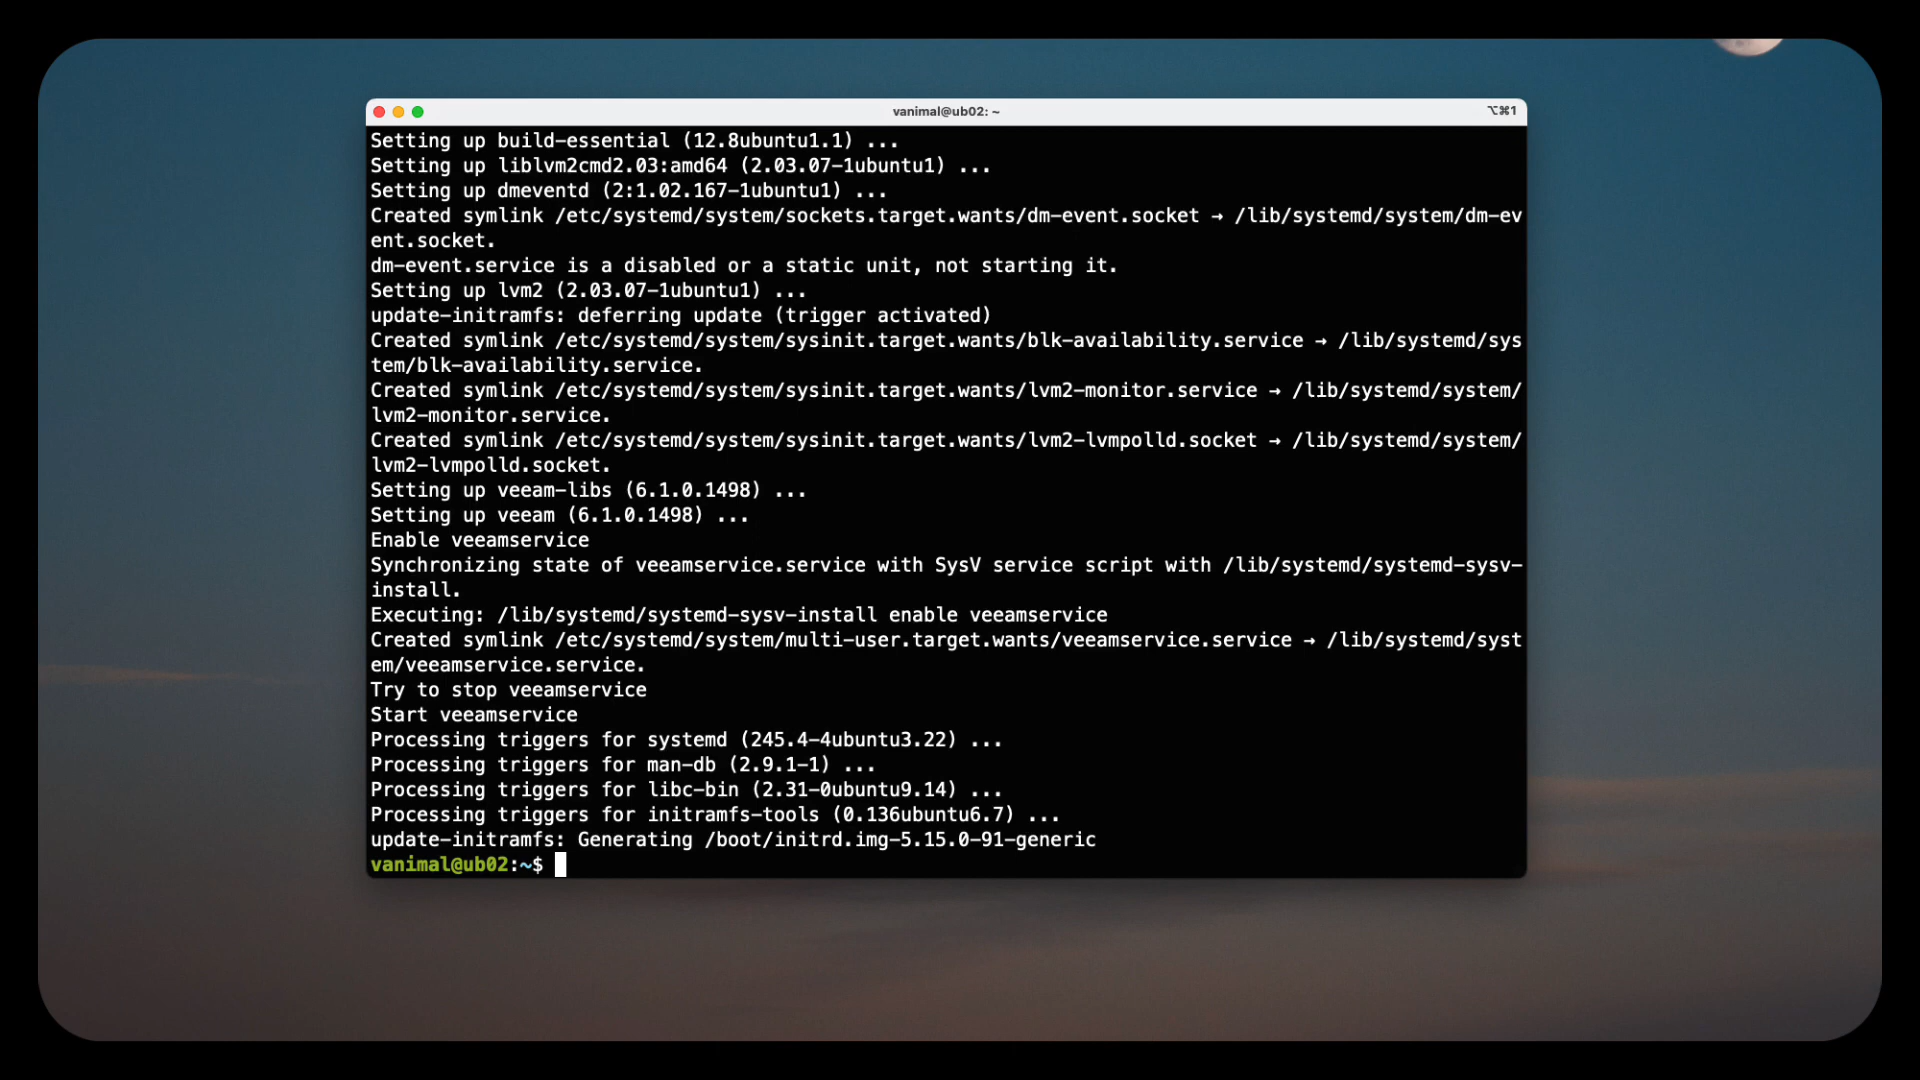 vanimal@ub02: ~
⌥⌘1
Setting up build-essential (12.8ubuntu1.1) ...
Setting up liblvm2cmd2.03:amd64 (2.03.07-1ubuntu1) ...
Setting up dmeventd (2:1.02.167-1ubuntu1) ...
Created symlink /etc/systemd/system/sockets.target.wants/dm-event.socket → /lib/systemd/system/dm-ev
ent.socket.
dm-event.service is a disabled or a static unit, not starting it.
Setting up lvm2 (2.03.07-1ubuntu1) ...
update-initramfs: deferring update (trigger activated)
Created symlink /etc/systemd/system/sysinit.target.wants/blk-availability.service → /lib/systemd/sys
tem/blk-availability.service.
Created symlink /etc/systemd/system/sysinit.target.wants/lvm2-monitor.service → /lib/systemd/system/
lvm2-monitor.service.
Created symlink /etc/systemd/system/sysinit.target.wants/lvm2-lvmpolld.socket → /lib/systemd/system/
lvm2-lvmpolld.socket.
Setting up veeam-libs (6.1.0.1498) ...
Setting up veeam (6.1.0.1498) ...
Enable veeamservice
Synchronizing state of veeamservice.service with SysV service script with /lib/systemd/systemd-sysv-
install.
Executing: /lib/systemd/systemd-sysv-install enable veeamservice
Created symlink /etc/systemd/system/multi-user.target.wants/veeamservice.service → /lib/systemd/syst
em/veeamservice.service.
Try to stop veeamservice
Start veeamservice
Processing triggers for systemd (245.4-4ubuntu3.22) ...
Processing triggers for man-db (2.9.1-1) ...
Processing triggers for libc-bin (2.31-0ubuntu9.14) ...
Processing triggers for initramfs-tools (0.136ubuntu6.7) ...
update-initramfs: Generating /boot/initrd.img-5.15.0-91-generic
vanimal@ub02:~$